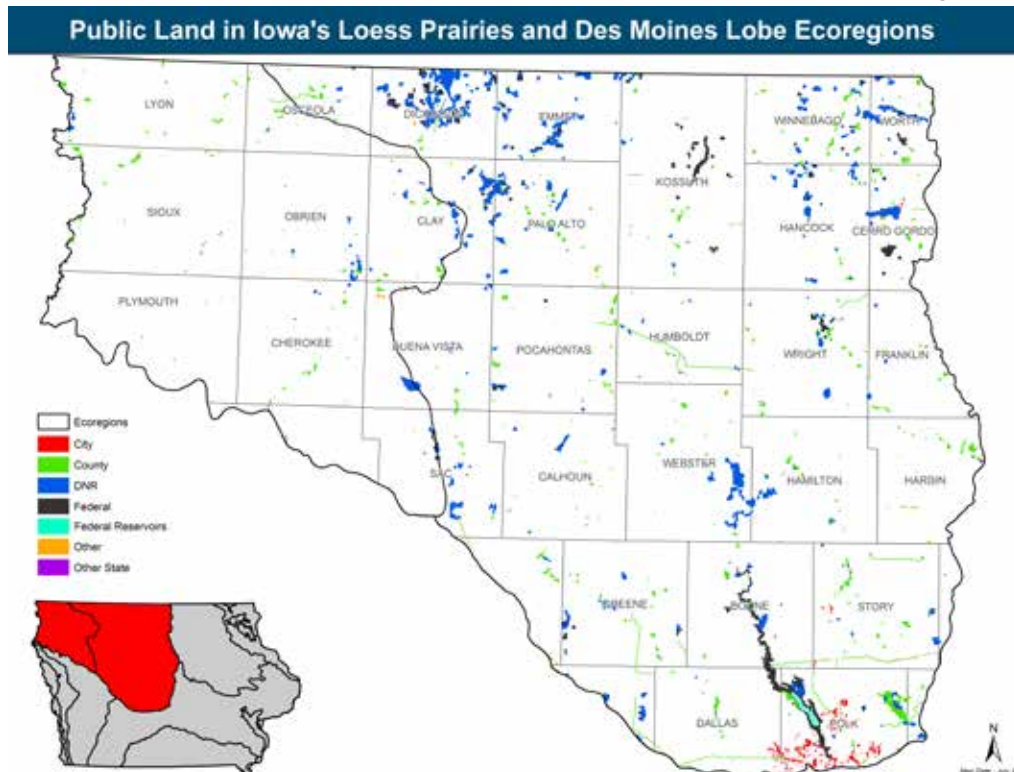 Public Land in Iowa's Loess Prairies and Des Moines Lobe Ecoregions
LYON
OSCEOLA
DICKINSON
EMMET
WINNEBAGO
WORTH
KOSSUTH
SIOUX
OBRIEN
CLAY
PALO ALTO
HANCOCK
CERRO GORDO
PLYMOUTH
CHEROKEE
BUENA VISTA
POCAHONTAS
HUMBOLDT
WRIGHT
FRANKLIN
SAC
CALHOUN
WEBSTER
HAMILTON
HARDIN
GREENE
BOONE
STORY
DALLAS
POLK
Ecoregions
City
County
DNR
Federal
Federal Reservoirs
Other
Other State
N